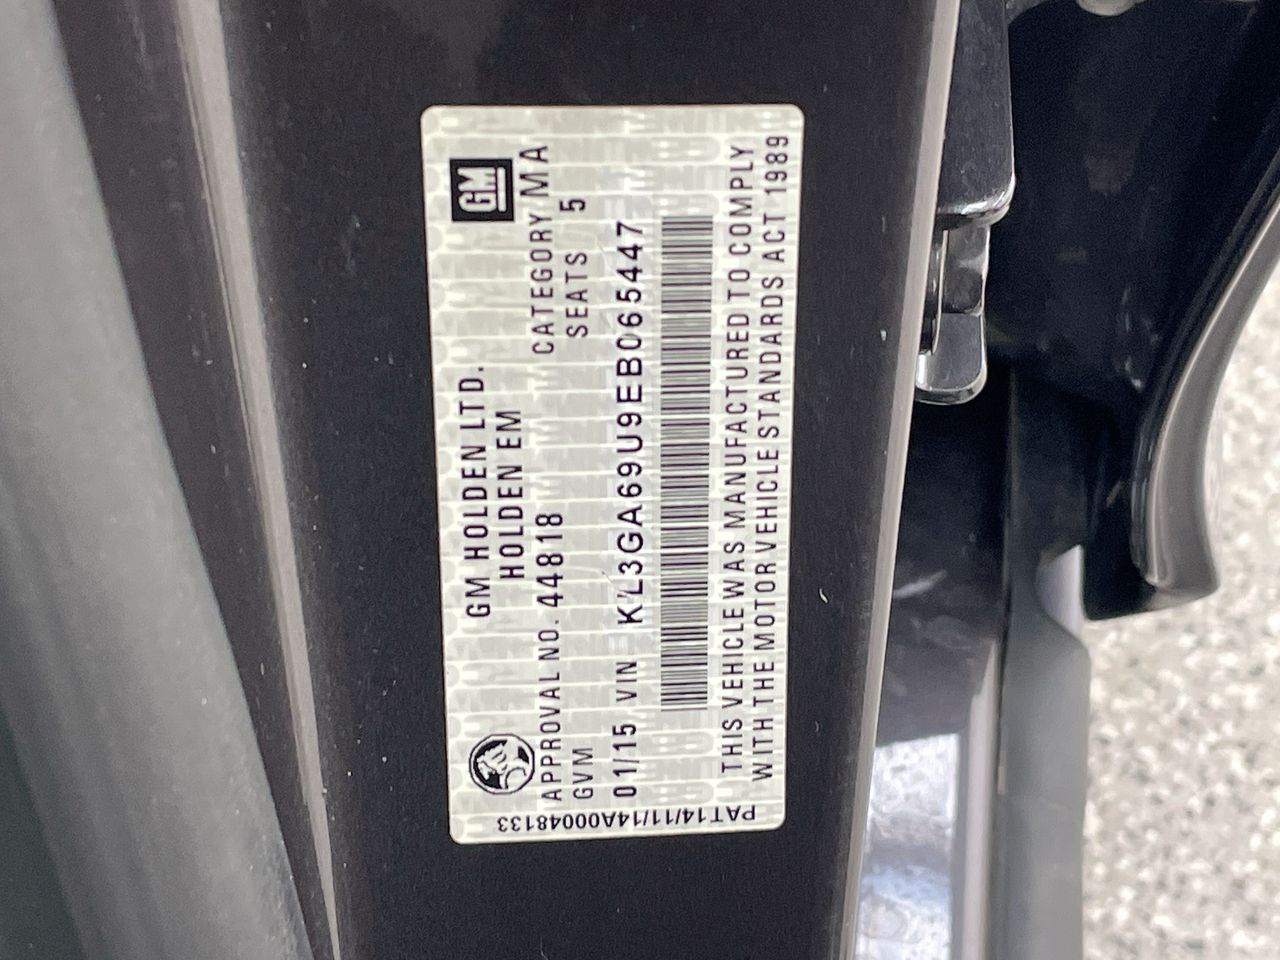 GM
GM HOLDEN LTD.
HOLDEN EM
APPROVAL NO. 44818 CATEGORY MA
GVM SEATS 5
01/15 VIN KL3GA69U9EB065447
THIS VEHICLE WAS MANUFACTURED TO COMPLY
WITH THE MOTOR VEHICLE STANDARDS ACT 1989
PAT14/11/14A00048133